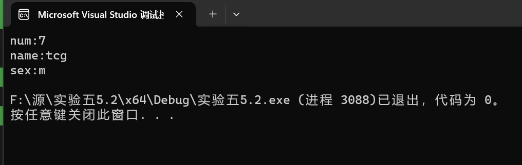 Microsoft Visual Studio 调试
num:7
name:tcg
sex:m
F:\源\实验五5.2\x64\Debug\实验五5.2.exe (进程 3088)已退出，代码为 0。
按任意键关闭此窗口. . .